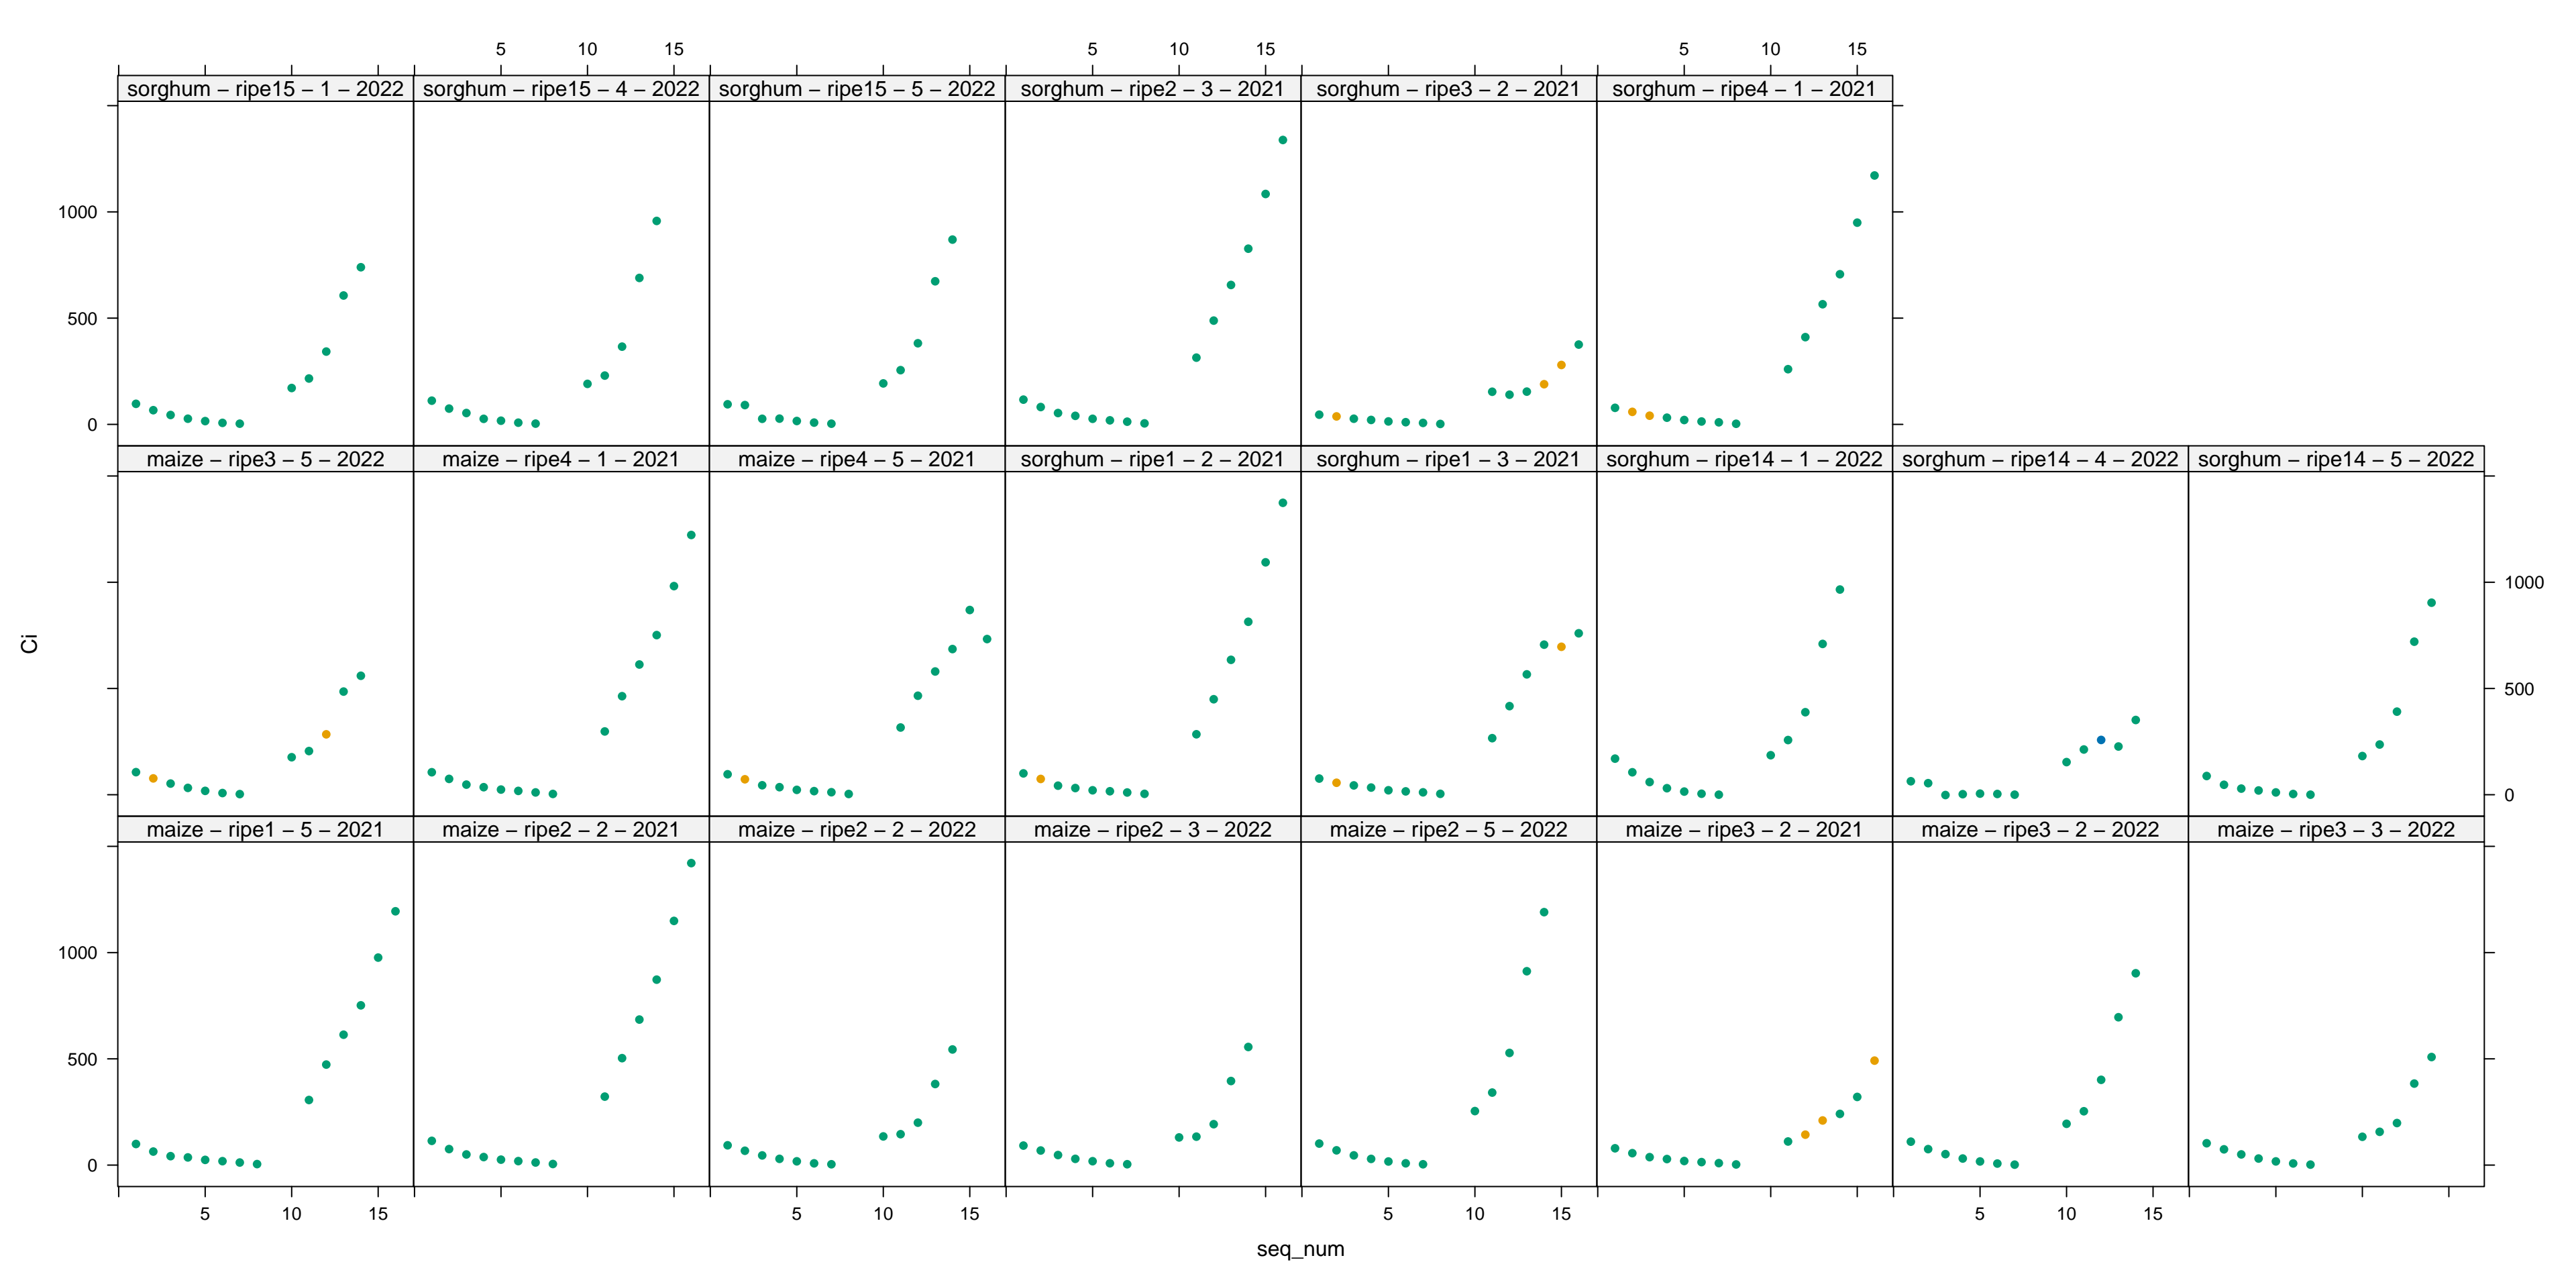 5 10 15 5 10 15 5 10 15
sorghum – ripe15 – 1 – 2022 sorghum – ripe15 – 4 – 2022 sorghum – ripe15 – 5 – 2022 sorghum – ripe2 – 3 – 2021 sorghum – ripe3 – 2 – 2021 sorghum – ripe4 – 1 – 2021
1000
500
0
maize – ripe3 – 5 – 2022 maize – ripe4 – 1 – 2021 maize – ripe4 – 5 – 2021 sorghum – ripe1 – 2 – 2021 sorghum – ripe1 – 3 – 2021 sorghum – ripe14 – 1 – 2022 sorghum – ripe14 – 4 – 2022 sorghum – ripe14 – 5 – 2022
1000
Ci
500
0
maize – ripe1 – 5 – 2021 maize – ripe2 – 2 – 2021 maize – ripe2 – 2 – 2022 maize – ripe2 – 3 – 2022 maize – ripe2 – 5 – 2022 maize – ripe3 – 2 – 2021 maize – ripe3 – 2 – 2022 maize – ripe3 – 3 – 2022
1000
500
0
5 10 15 5 10 15 5 10 15 5 10 15
seq_num